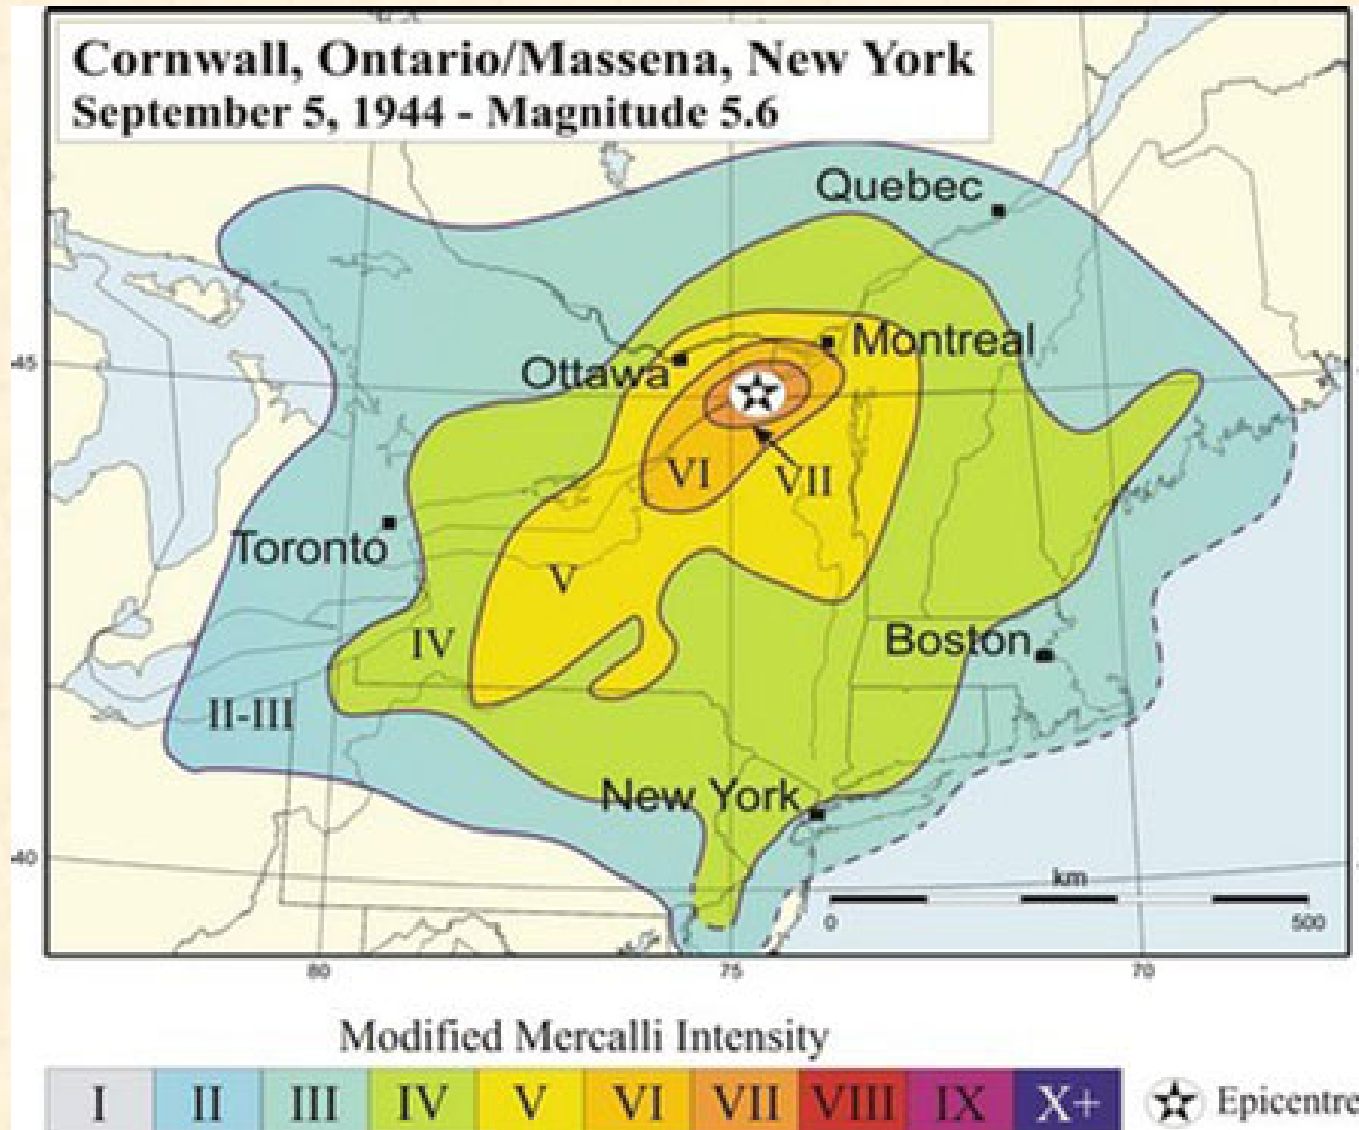 Cornwall, Ontario/Massena, New York
September 5, 1944 - Magnitude 5.6
Quebec
Montreal
45
Ottawa
VI
VII
Toronto
V
IV
Boston
II-III
New York
40
km
0
500
80
75
70
Modified Mercalli Intensity
I II III IV V VI VII VIII IX X+ Epicentre